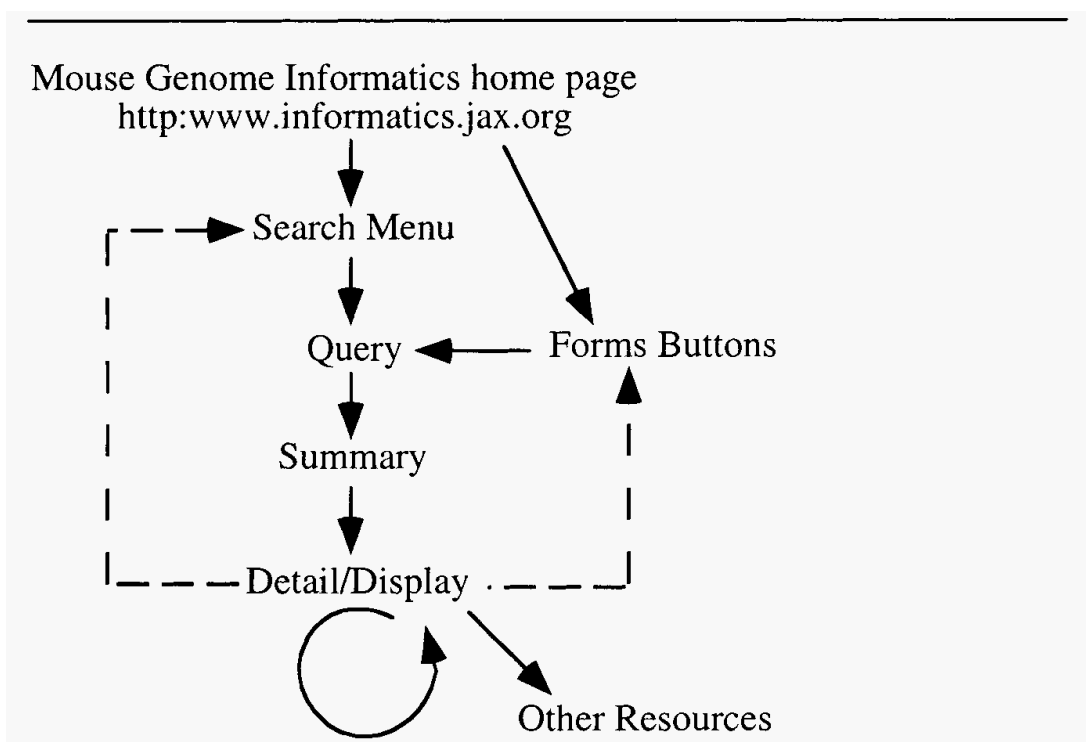 Mouse Genome Informatics home page
http:www.informatics.jax.org
Search Menu
Query
Forms Buttons
Summary
Detail/Display
Other Resources